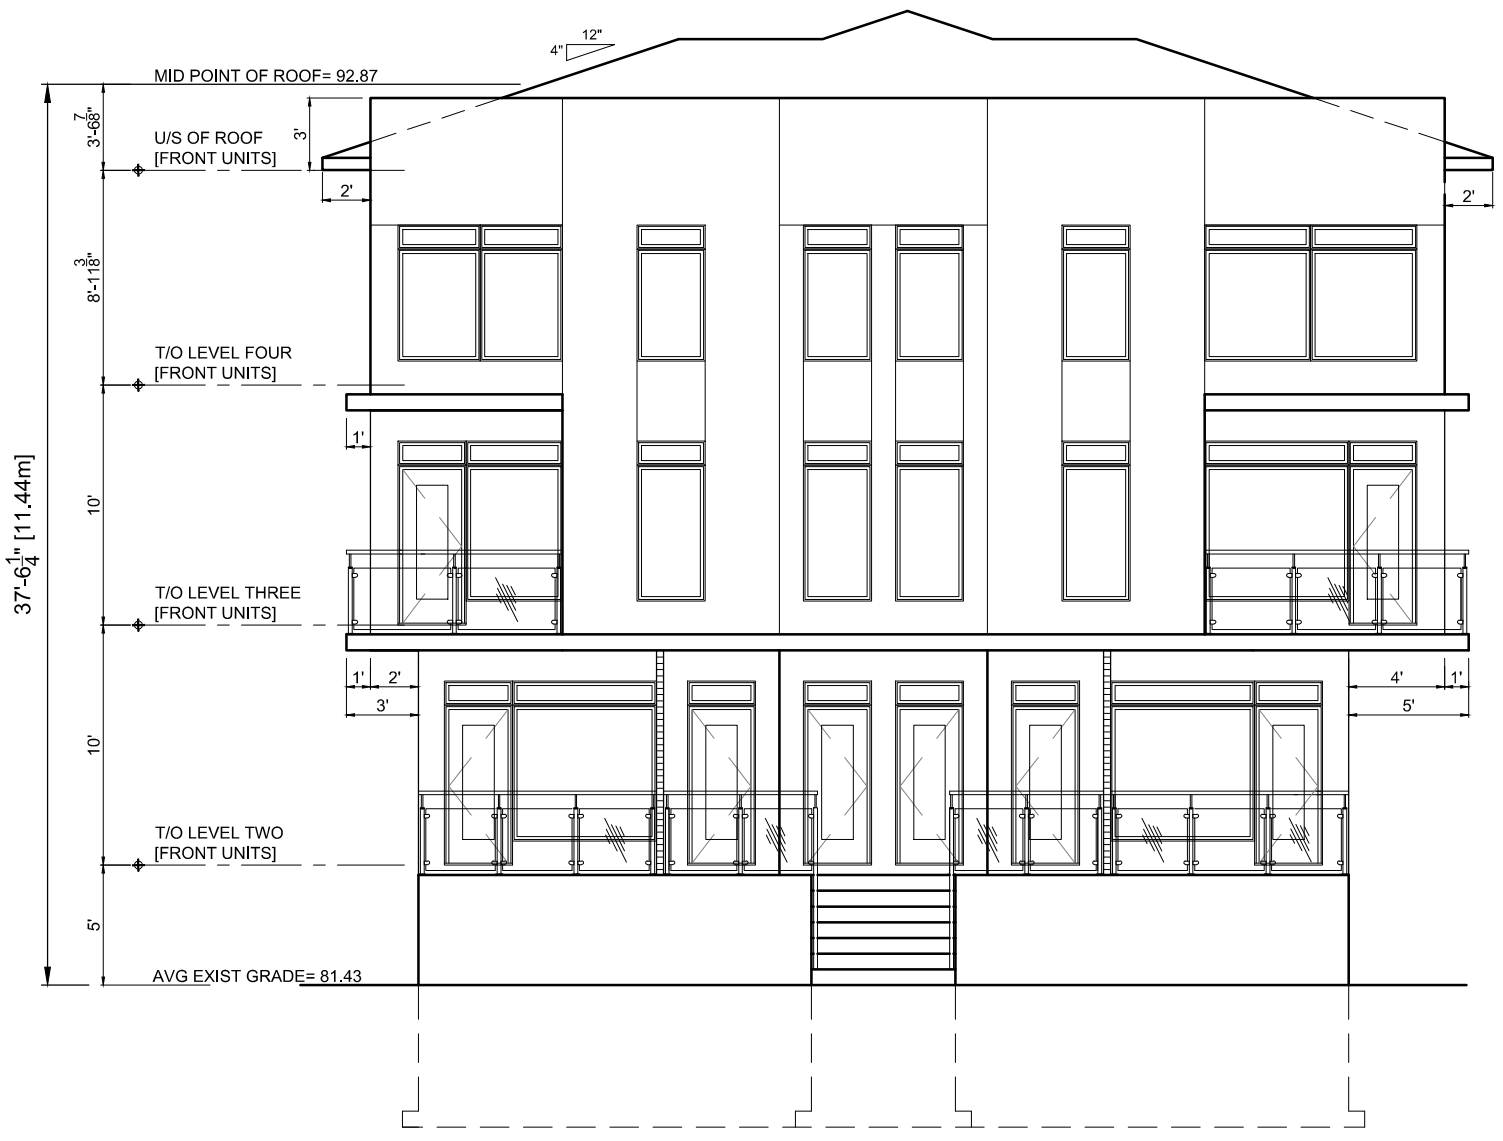 12"
4"
MID POINT OF ROOF= 92.87
3'-6 7/8"
3'
U/S OF ROOF
[FRONT UNITS]
2'
2'
8'-11 3/8"
T/O LEVEL FOUR
[FRONT UNITS]
1'
37'-6 1/4" [11.44m]
10'
T/O LEVEL THREE
[FRONT UNITS]
1'
2'
4'
1'
3'
5'
10'
T/O LEVEL TWO
[FRONT UNITS]
5'
AVG EXIST GRADE= 81.43